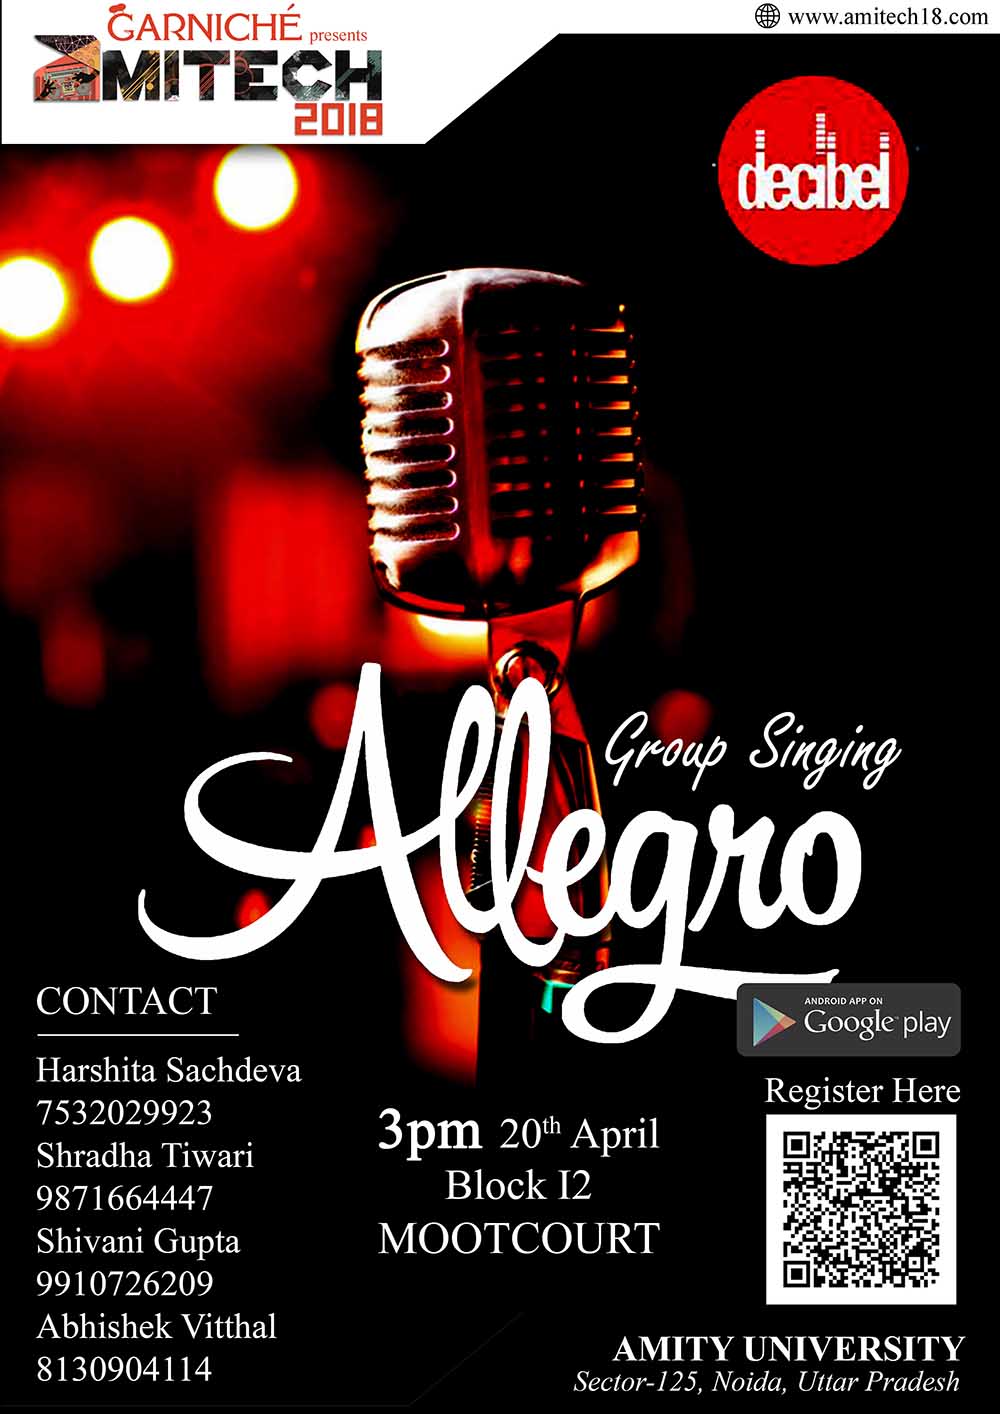 GARNICHÉ presents
AMITECH
2018
www.amitech18.com
decibel
Group Singing
Allegro
CONTACT
Harshita Sachdeva
7532029923
Shradha Tiwari
9871664447
Shivani Gupta
9910726209
Abhishek Vitthal
8130904114
3pm 20th April
Block I2
MOOTCOURT
ANDROID APP ON
Google play
Register Here
AMITY UNIVERSITY
Sector-125, Noida, Uttar Pradesh